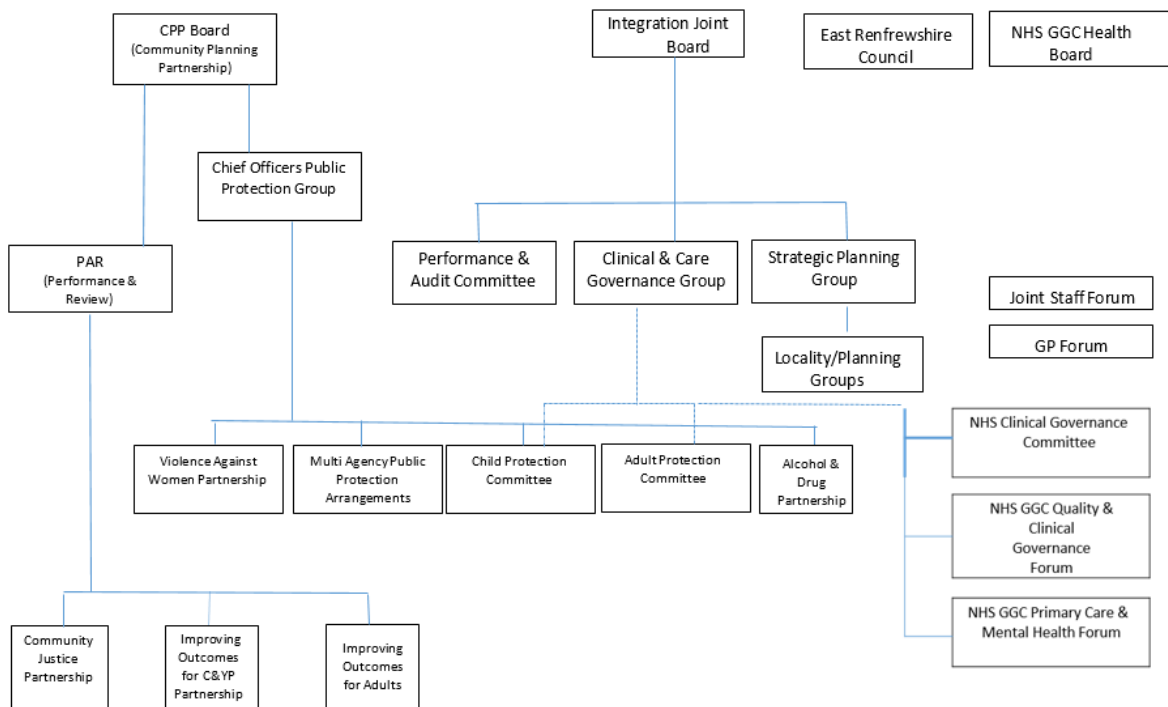 CPP Board
(Community Planning
Partnership)
Integration Joint
Board
East Renfrewshire
Council
NHS GGC Health
Board
Chief Officers Public
Protection Group
PAR
(Performance &
Review)
Performance &
Audit Committee
Clinical & Care
Governance Group
Strategic Planning
Group
Joint Staff Forum
GP Forum
Locality/Planning
Groups
Violence Against
Women Partnership
Multi Agency Public
Protection
Arrangements
Child Protection
Committee
Adult Protection
Committee
Alcohol &
Drug
Partnership
NHS Clinical Governance
Committee
NHS GGC Quality &
Clinical
Governance
Forum
NHS GGC Primary Care &
Mental Health Forum
Community
Justice
Partnership
Improving
Outcomes
for C&YP
Partnership
Improving
Outcomes
for Adults